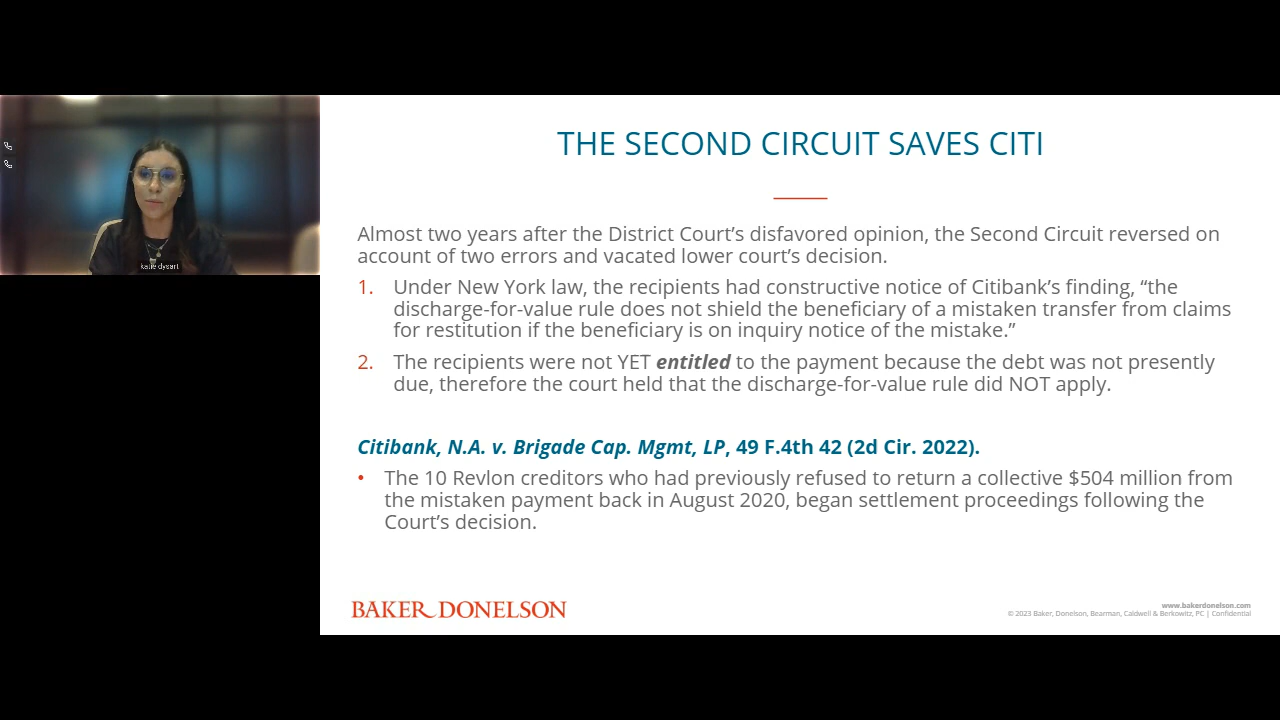 katie dysart
THE SECOND CIRCUIT SAVES CITI
Almost two years after the District Court’s disfavored opinion, the Second Circuit reversed on
account of two errors and vacated lower court’s decision.
1. Under New York law, the recipients had constructive notice of Citibank’s finding, “the
discharge-for-value rule does not shield the beneficiary of a mistaken transfer from claims
for restitution if the beneficiary is on inquiry notice of the mistake.”
2. The recipients were not YET entitled to the payment because the debt was not presently
due, therefore the court held that the discharge-for-value rule did NOT apply.
Citibank, N.A. v. Brigade Cap. Mgmt, LP, 49 F.4th 42 (2d Cir. 2022).
• The 10 Revlon creditors who had previously refused to return a collective $504 million from
the mistaken payment back in August 2020, began settlement proceedings following the
Court’s decision.
BAKER DONELSON
www.bakerdonelson.com
© 2023 Baker, Donelson, Bearman, Caldwell & Berkowitz, PC | Confidential